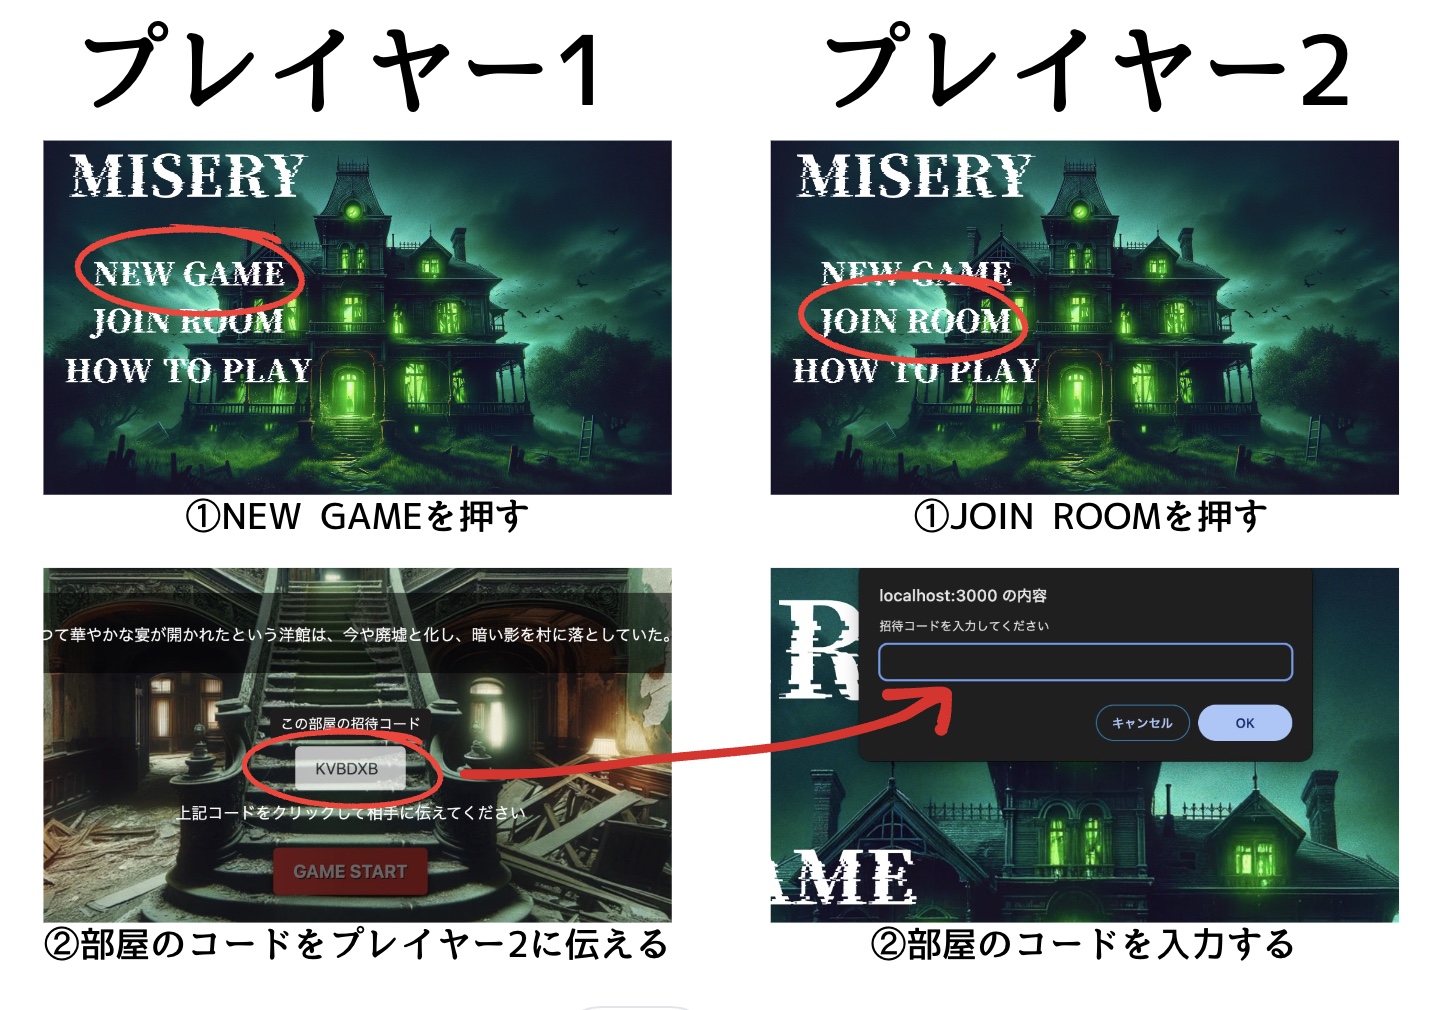 プレイヤー1
MISERY
NEW GAME
JOIN ROOM
HOW TO PLAY
①NEW GAMEを押す
つて華やかな宴が開かれたという洋館は、今や廃墟と化し、暗い影を村に落としていた。
この部屋の招待コード
KVBDXB
上記コードをクリックして相手に伝えてください
GAME START
②部屋のコードをプレイヤー2に伝える
プレイヤー2
MISERY
NEW GAME
JOIN ROOM
HOW TO PLAY
①JOIN ROOMを押す
R
localhost:3000 の内容
招待コードを入力してください
キャンセル
OK
AME
②部屋のコードを入力する